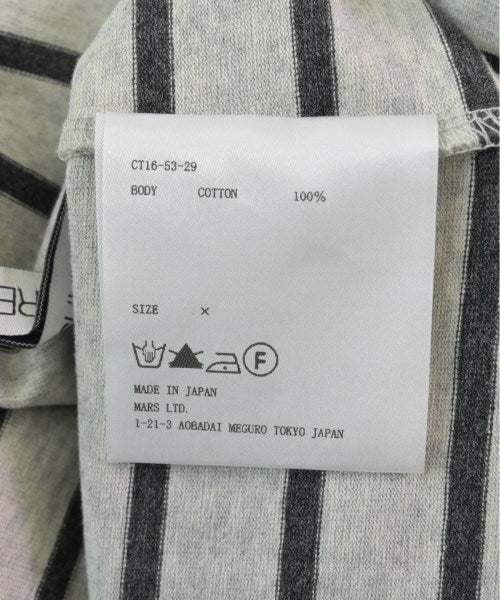 CT16-53-29
BODY COTTON 100%
SIZE ×
F
MADE IN JAPAN
MARS LTD.
1-21-3 AOBADAI MEGURO TOKYO JAPAN
RE